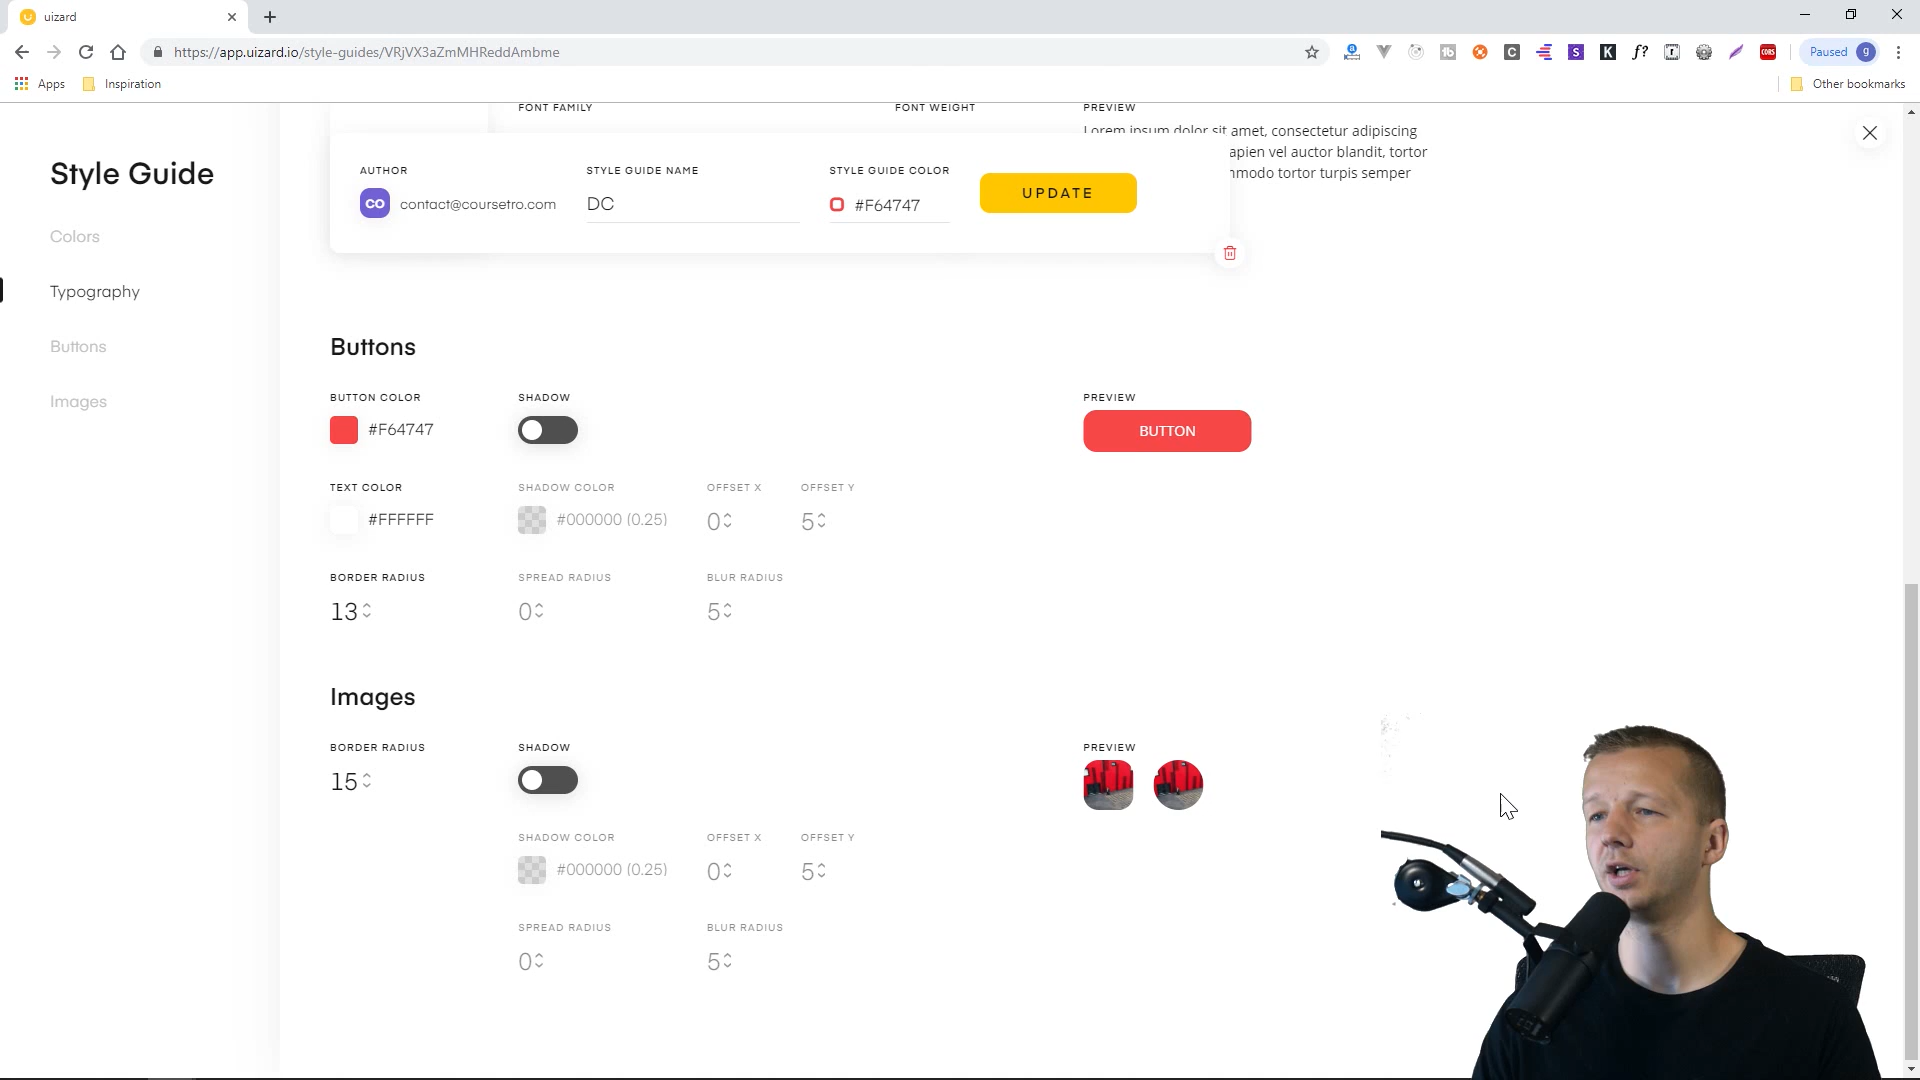 uizard
https://app.uizard.io/style-guides/VRjVX3aZmMHReddAmbme
Paused g
Apps Inspiration Other bookmarks
Style Guide
Colors
Typography
Buttons
Images
FONT FAMILY FONT WEIGHT PREVIEW
Lorem ipsum dolor sit amet, consectetur adipiscing
apien vel auctor blandit, tortor
mmodo tortor turpis semper
AUTHOR STYLE GUIDE NAME STYLE GUIDE COLOR
CO contact@coursetro.com DC #F64747 UPDATE
Buttons
BUTTON COLOR SHADOW PREVIEW
#F64747 BUTTON
TEXT COLOR SHADOW COLOR OFFSET X OFFSET Y
#FFFFFF #000000 (0.25) 0 5
BORDER RADIUS SPREAD RADIUS BLUR RADIUS
13 0 5
Images
BORDER RADIUS SHADOW PREVIEW
15
SHADOW COLOR OFFSET X OFFSET Y
#000000 (0.25) 0 5
SPREAD RADIUS BLUR RADIUS
0 5